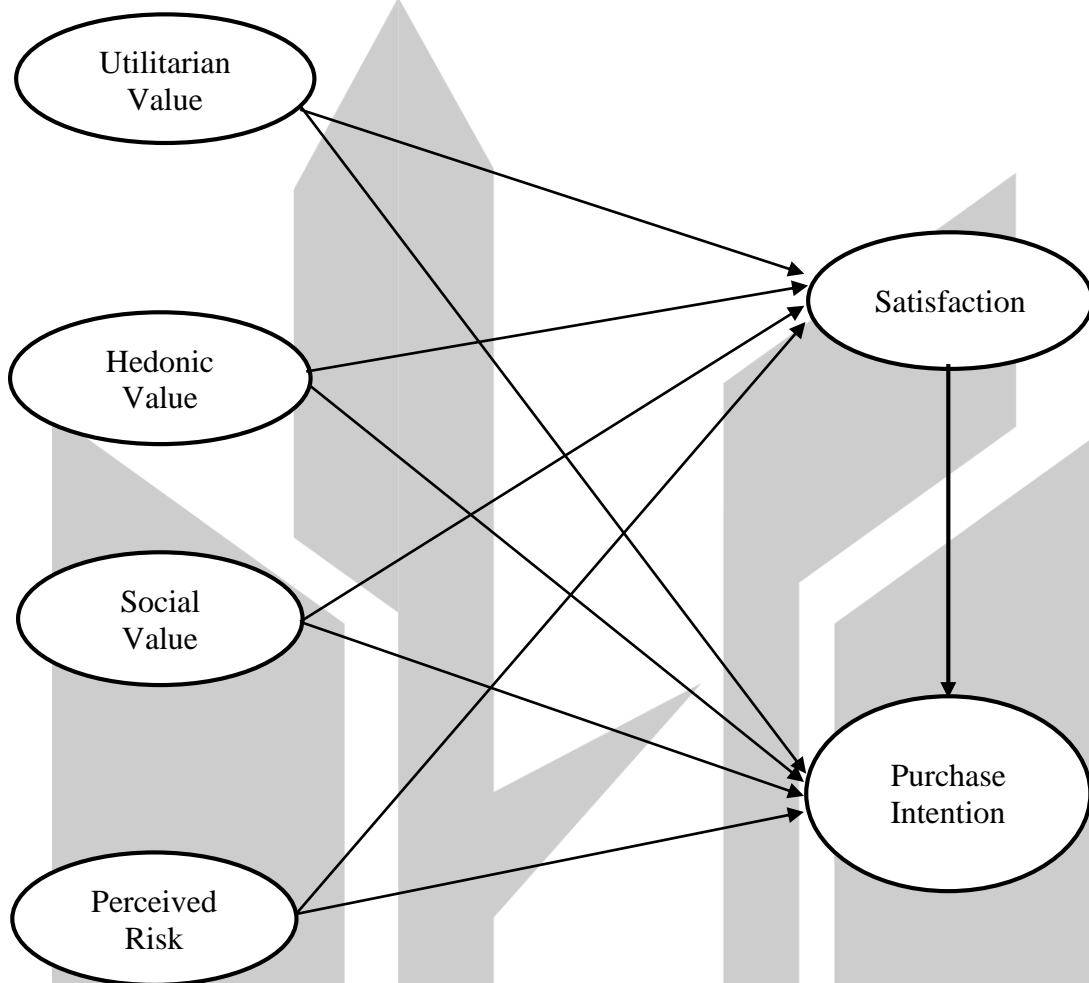 Utilitarian
Value
Satisfaction
Hedonic
Value
Social
Value
Purchase
Intention
Perceived
Risk